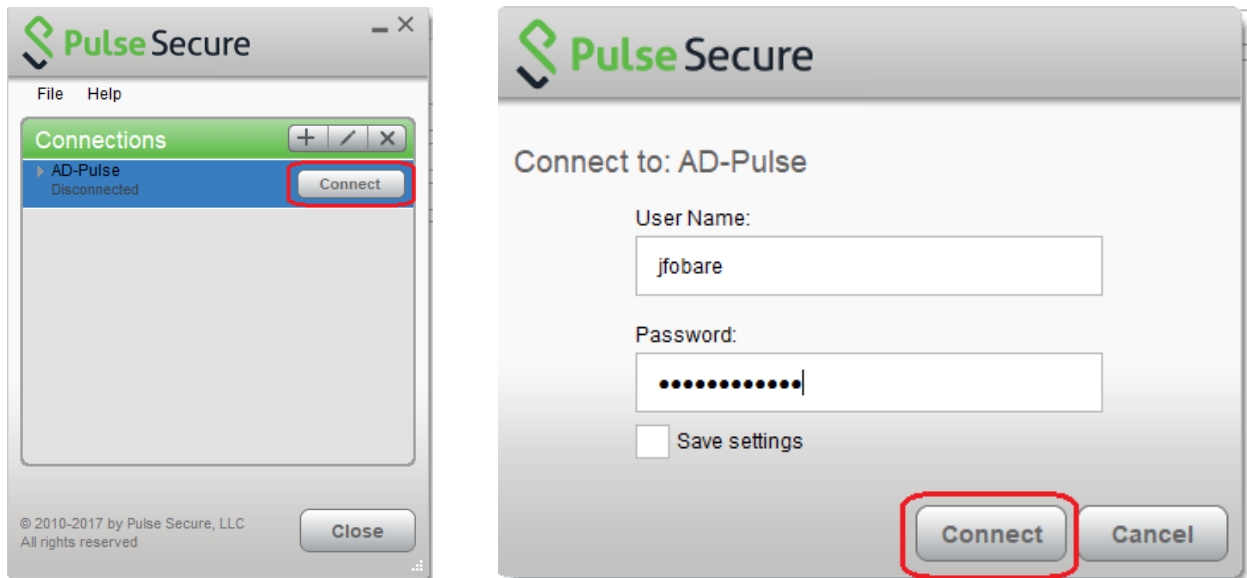 Pulse Secure
File Help
Connections
AD-Pulse
Disconnected
Connect
© 2010-2017 by Pulse Secure, LLC
All rights reserved
Close
Pulse Secure
Connect to: AD-Pulse
User Name:
jfobare
Password:
••••••••••••
Save settings
Connect Cancel